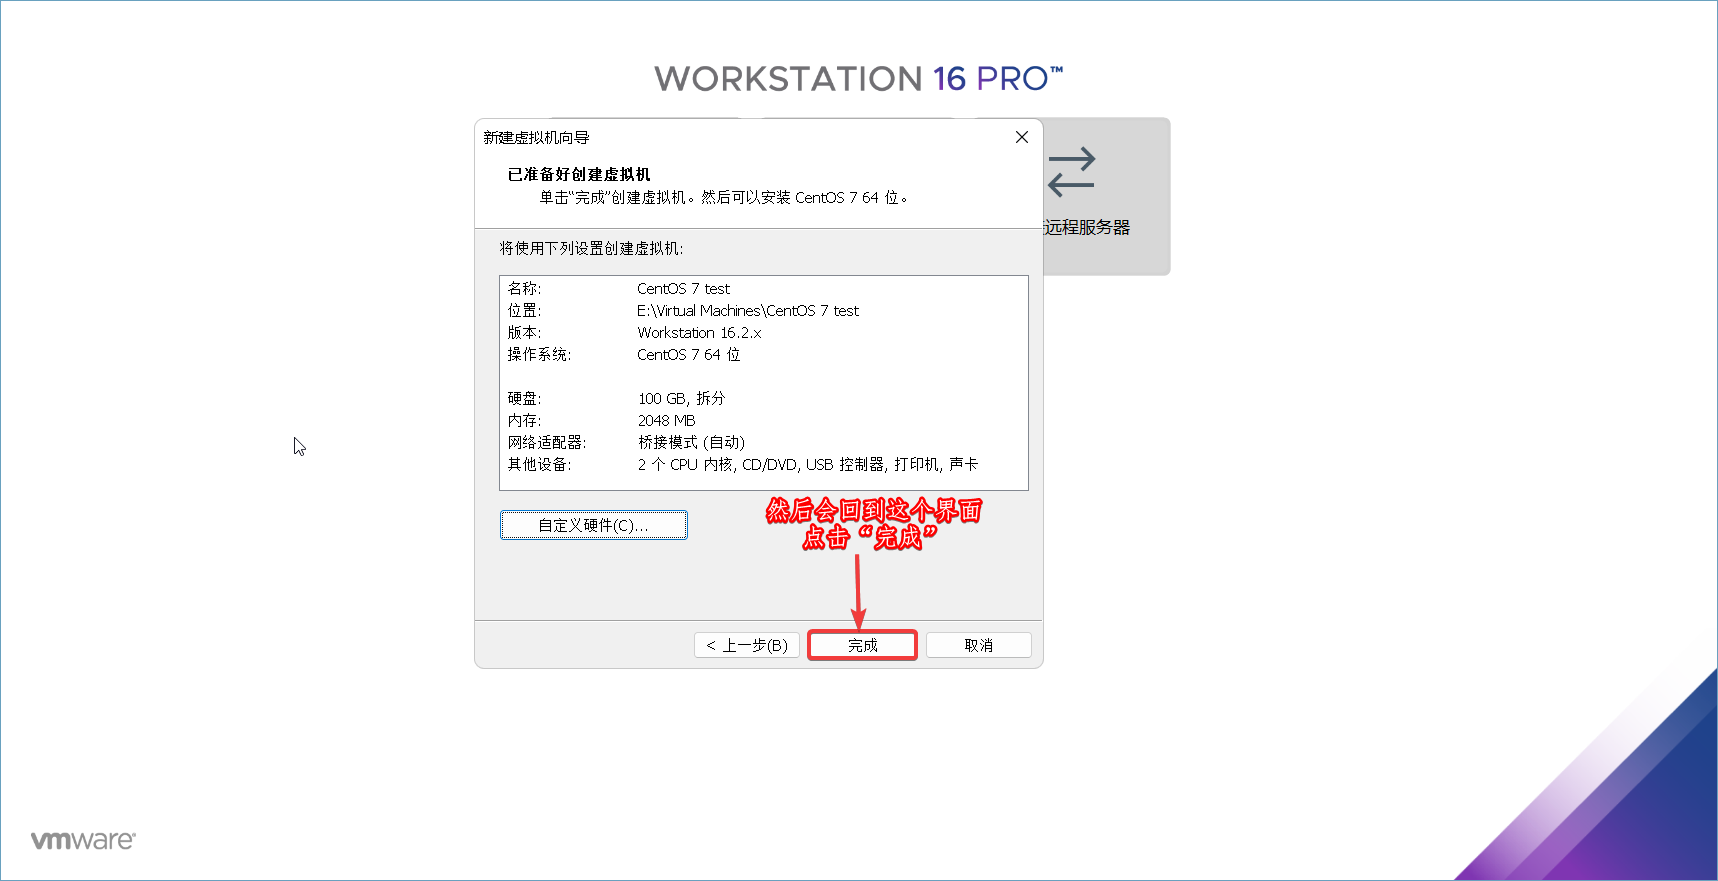 WORKSTATION 16 PRO™
新建虚拟机向导
已准备好创建虚拟机
单击“完成”创建虚拟机。然后可以安装 CentOS 7 64 位。
远程服务器
将使用下列设置创建虚拟机:
名称: CentOS 7 test
位置: E:\Virtual Machines\CentOS 7 test
版本: Workstation 16.2.x
操作系统: CentOS 7 64 位
硬盘: 100 GB, 拆分
内存: 2048 MB
网络适配器: 桥接模式 (自动)
其他设备: 2 个 CPU 内核, CD/DVD, USB 控制器, 打印机, 声卡
然后会回到这个界面
点击“完成”
自定义硬件(C)...
< 上一步(B) 完成 取消
vmware®